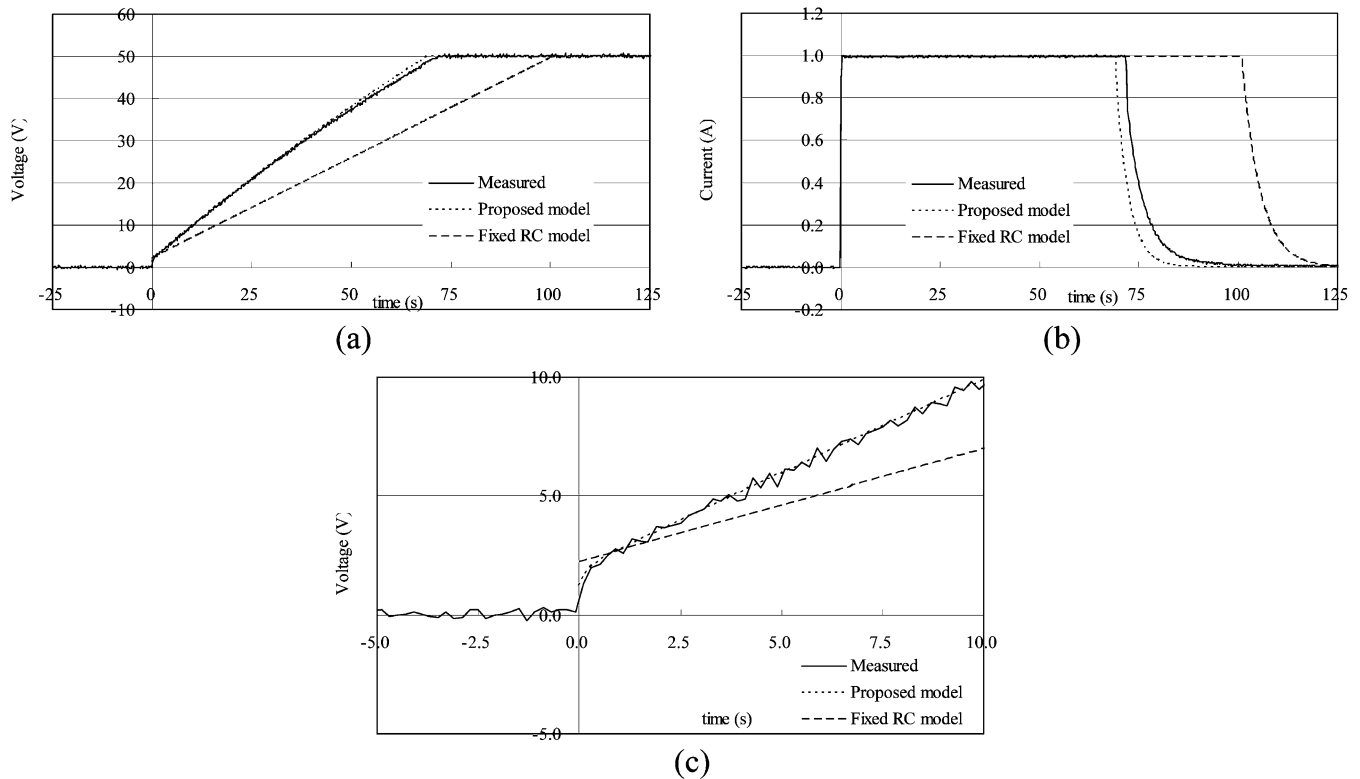 60
50
40
30
20
10
0
-10
-25
0
25
50
75
100
125
Voltage (V)
time (s)
Measured
Proposed model
Fixed RC model
(a)
1.2
1.0
0.8
0.6
0.4
0.2
0.0
-0.2
-25
0
25
50
75
100
125
Current (A)
time (s)
Measured
Proposed model
Fixed RC model
(b)
10.0
5.0
0.0
-5.0
-5.0
-2.5
0.0
2.5
5.0
7.5
10.0
Voltage (V)
time (s)
Measured
Proposed model
Fixed RC model
(c)